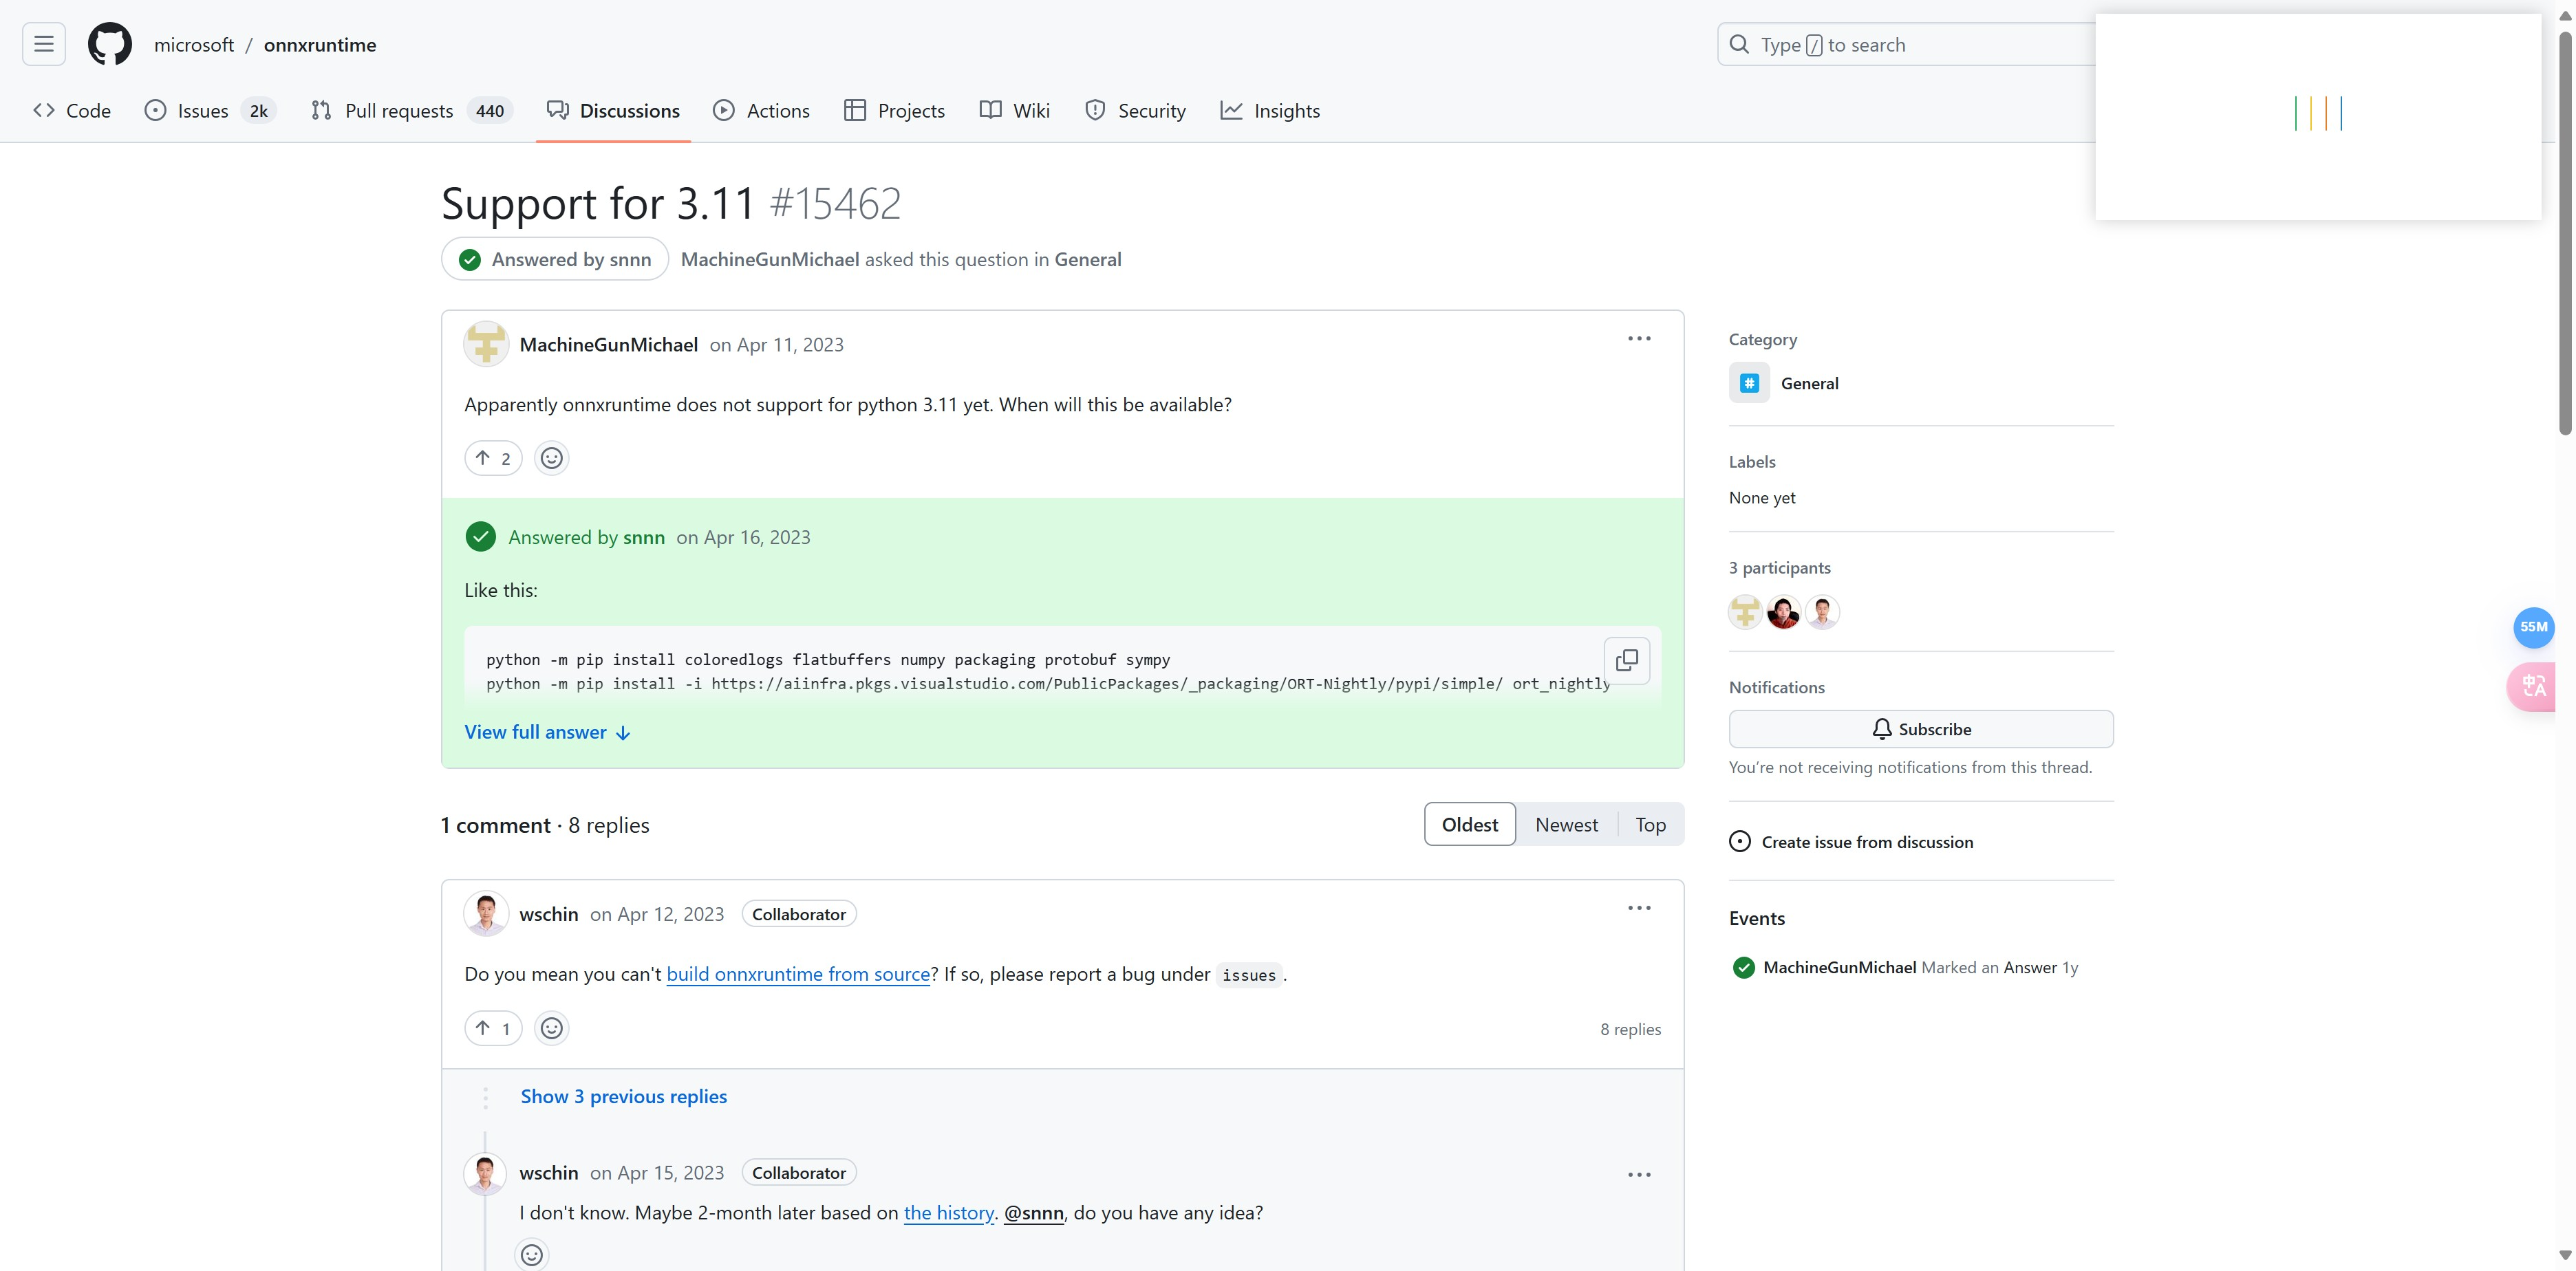 microsoft / onnxruntime
Type / to search
Code
Issues 2k
Pull requests 440
Discussions
Actions
Projects
Wiki
Security
Insights
Support for 3.11 #15462
Answered by snnn MachineGunMichael asked this question in General
MachineGunMichael on Apr 11, 2023
Apparently onnxruntime does not support for python 3.11 yet. When will this be available?
2
Answered by snnn on Apr 16, 2023
Like this:
python -m pip install coloredlogs flatbuffers numpy packaging protobuf sympy
python -m pip install -i https://aiinfra.pkgs.visualstudio.com/PublicPackages/_packaging/ORT-Nightly/pypi/simple/ ort_nightly
View full answer
1 comment · 8 replies
Oldest
Newest
Top
wschin on Apr 12, 2023 Collaborator
Do you mean you can't build onnxruntime from source? If so, please report a bug under issues.
1
8 replies
Show 3 previous replies
wschin on Apr 15, 2023 Collaborator
I don't know. Maybe 2-month later based on the history. @snnn, do you have any idea?
Category
# General
Labels
None yet
3 participants
Notifications
Subscribe
You're not receiving notifications from this thread.
Create issue from discussion
Events
MachineGunMichael Marked an Answer 1y
55M
中A